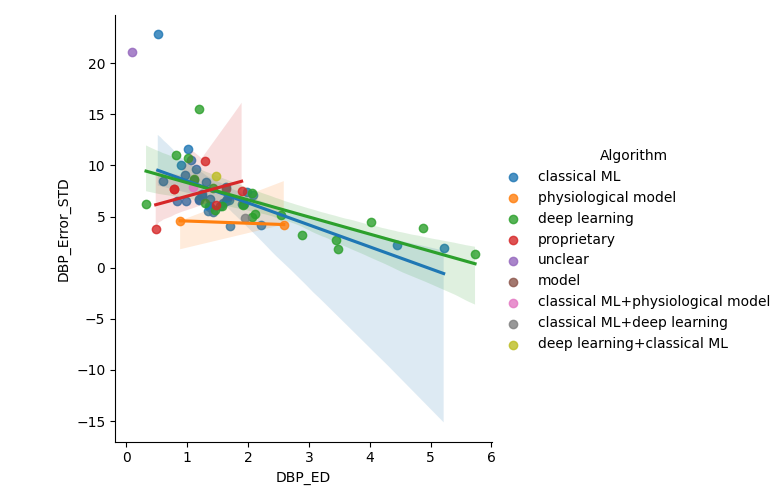 20
15
10
5
0
−5
−10
−15
DBP_Error_STD
0
1
2
3
4
5
6
DBP_ED
Algorithm
classical ML
physiological model
deep learning
proprietary
unclear
model
classical ML+physiological model
classical ML+deep learning
deep learning+classical ML